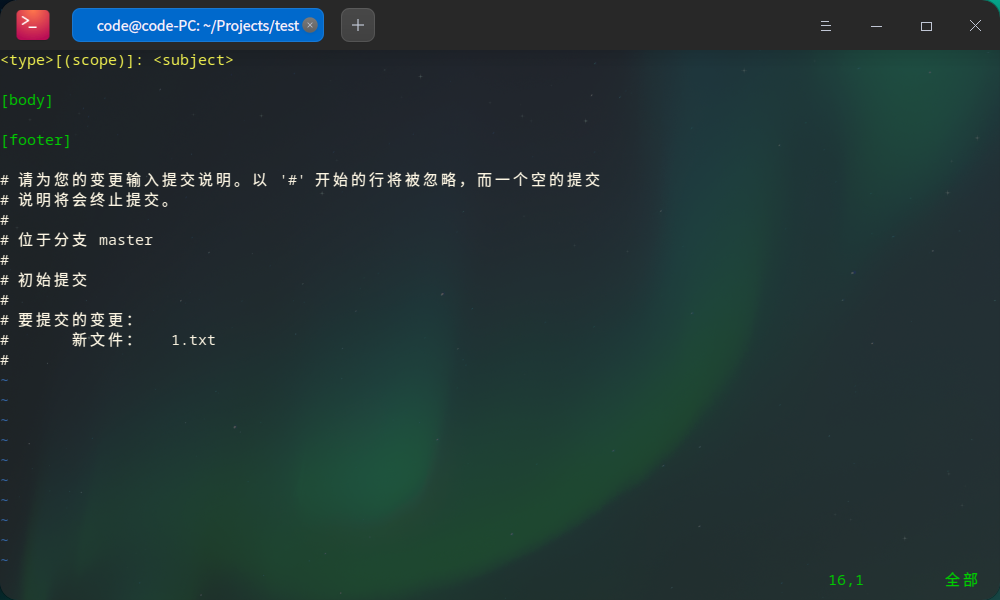 code@code-PC: ~/Projects/test
<type>[(scope)]: <subject>
[body]
[footer]
# 请为您的变更输入提交说明。以 '#' 开始的行将被忽略，而一个空的提交
# 说明将会终止提交。
#
# 位于分支 master
#
# 初始提交
#
# 要提交的变更：
#       新文件：    1.txt
#
~
~
~
~
~
~
~
~
~
~
16,1 全部